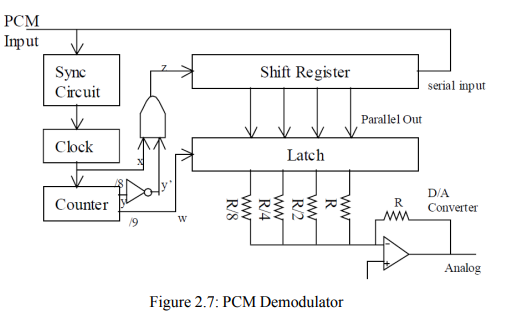 PCM
Input
Sync
Circuit
z
Shift Register
serial input
Parallel Out
Clock
x
Latch
/8
y
y'
Counter
/9
w
R/8
R/4
R/2
R
R
D/A
Converter
-
+
Analog
Figure 2.7: PCM Demodulator